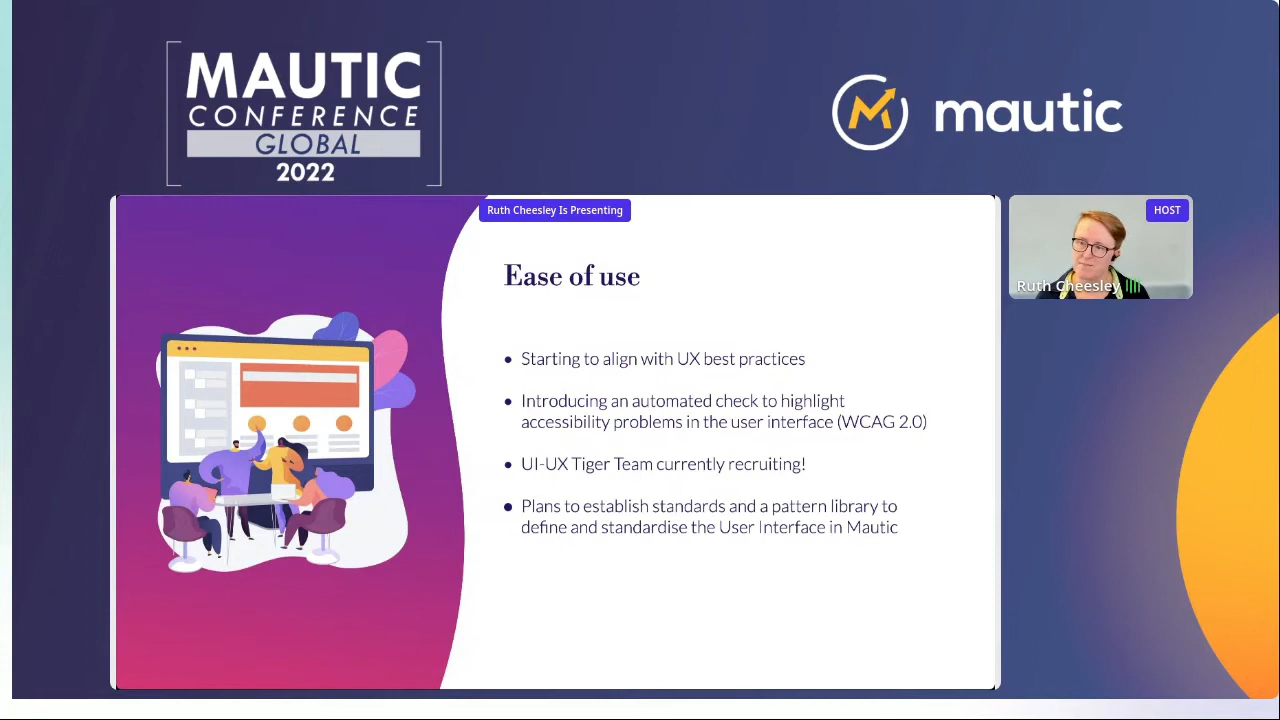 MAUTIC
CONFERENCE
GLOBAL
2022
mautic
Ruth Cheesley Is Presenting
HOST
Ruth Cheesley
Ease of use
• Starting to align with UX best practices
• Introducing an automated check to highlight
accessibility problems in the user interface (WCAG 2.0)
• UI-UX Tiger Team currently recruiting!
• Plans to establish standards and a pattern library to
define and standardise the User Interface in Mautic